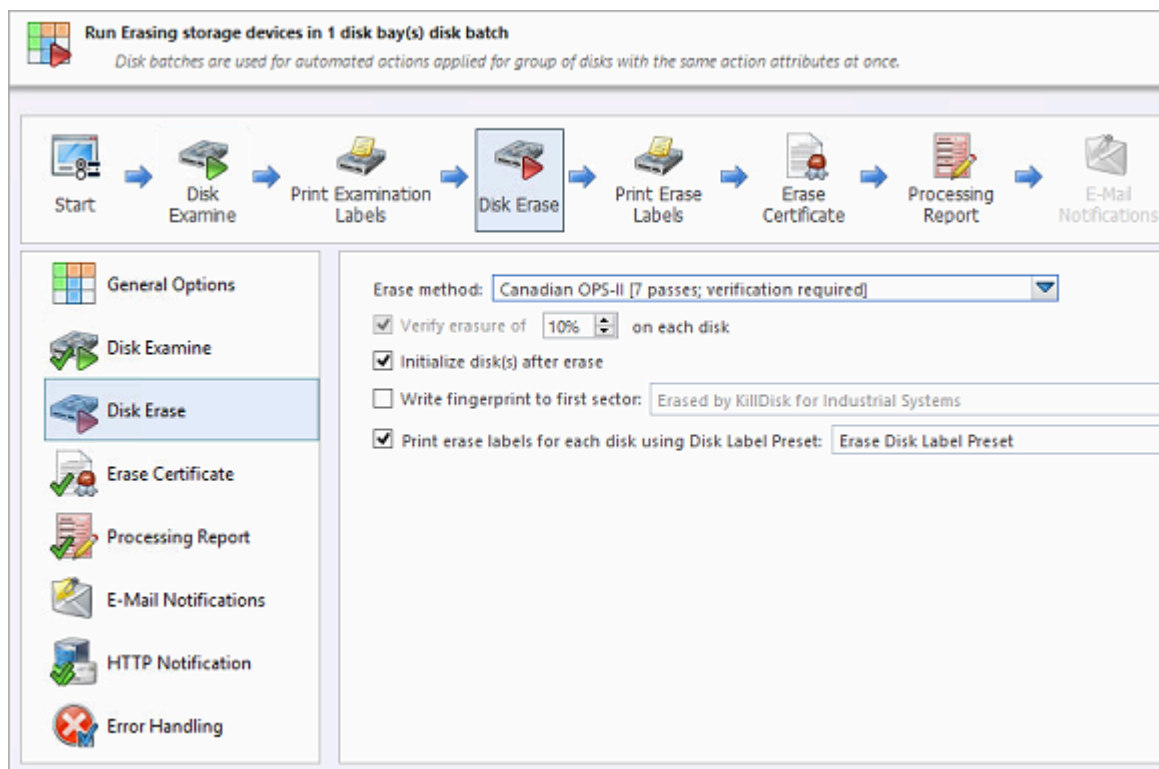 Run Erasing storage devices in 1 disk bay(s) disk batch
Disk batches are used for automated actions applied for group of disks with the same action attributes at once.
Start
Disk
Examine
Print Examination
Labels
Disk Erase
Print Erase
Labels
Erase
Certificate
Processing
Report
E-Mail
Notifications
General Options
Disk Examine
Disk Erase
Erase Certificate
Processing Report
E-Mail Notifications
HTTP Notification
Error Handling
Erase method: Canadian OPS-II [7 passes; verification required]
Verify erasure of 10% on each disk
Initialize disk(s) after erase
Write fingerprint to first sector: Erased by KillDisk for Industrial Systems
Print erase labels for each disk using Disk Label Preset: Erase Disk Label Preset